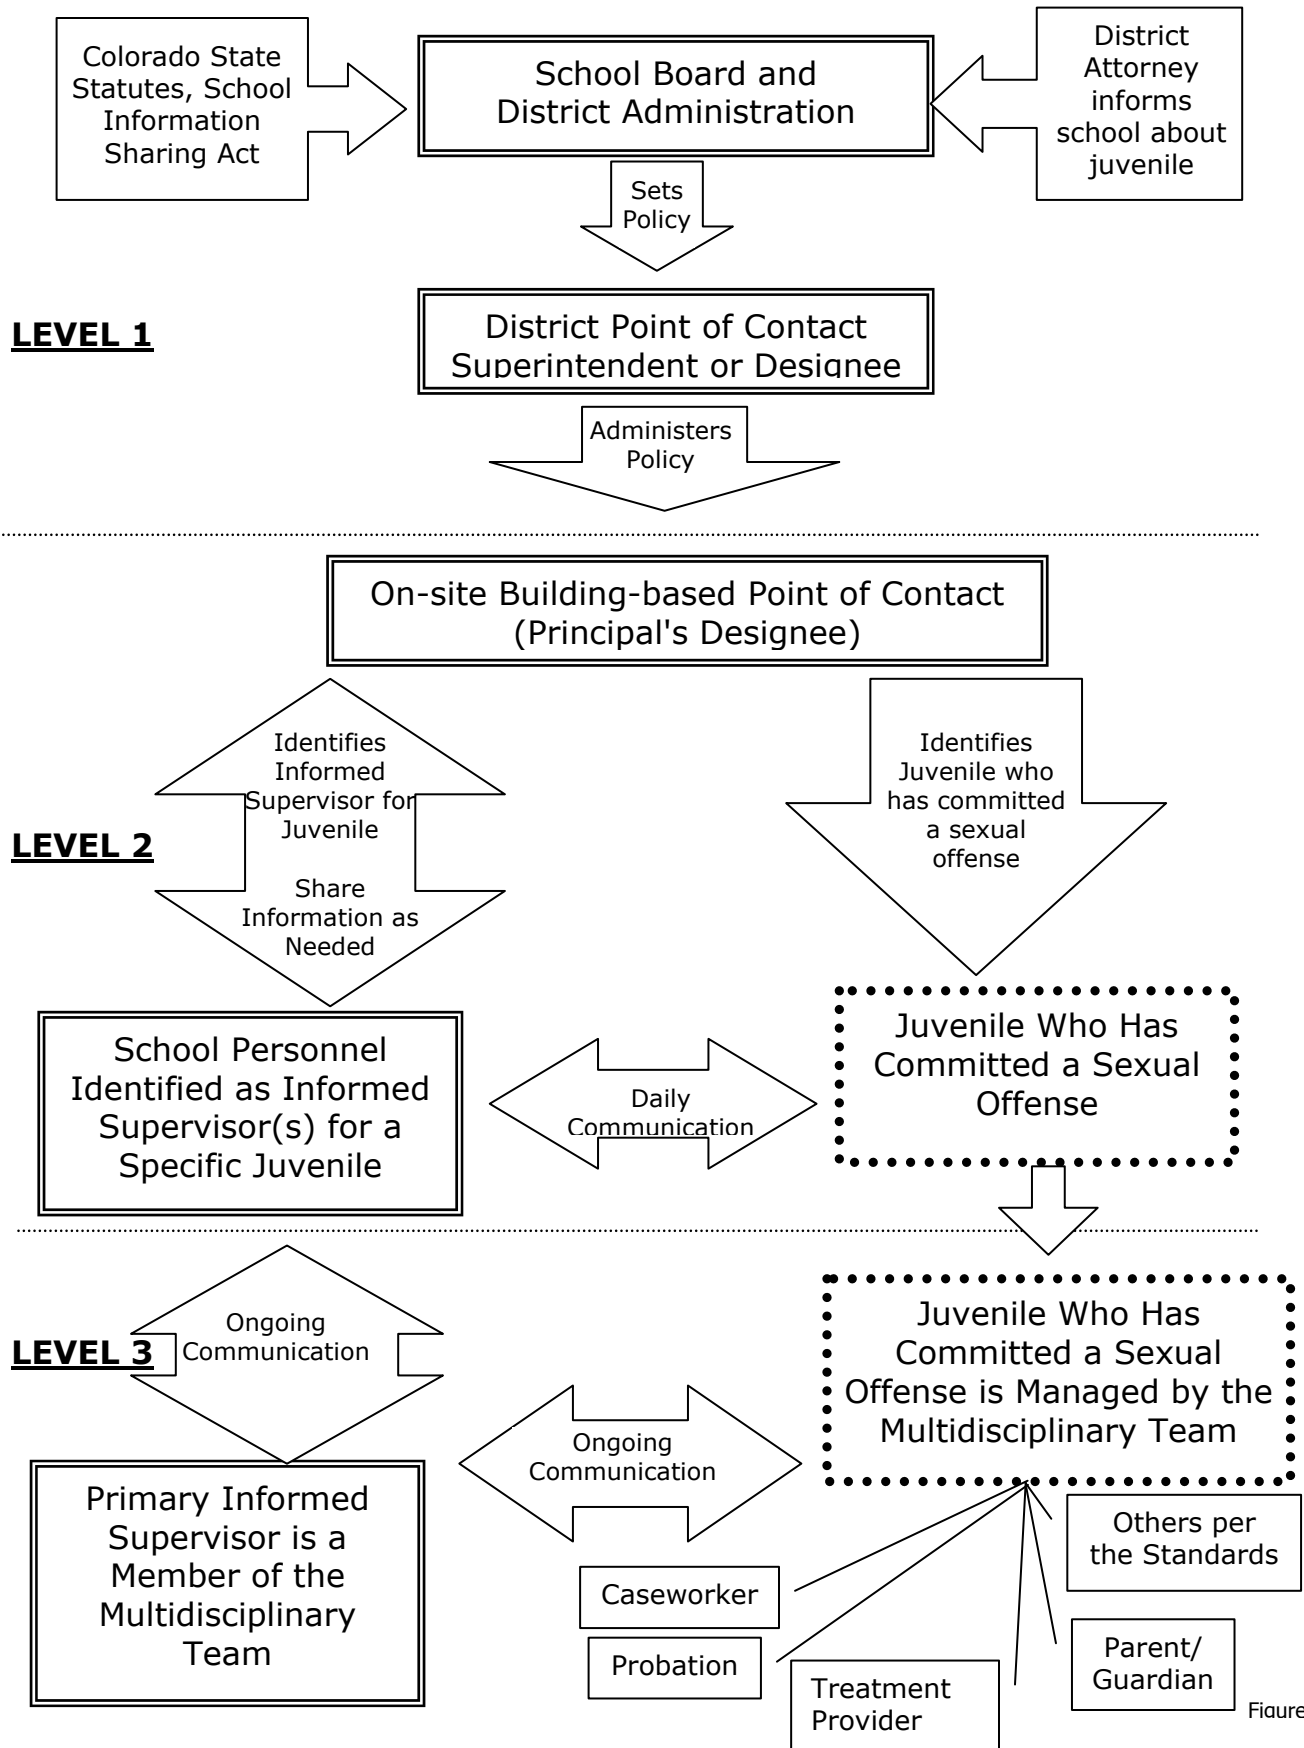 Colorado State
Statutes, School
Information
Sharing Act
School Board and
District Administration
District
Attorney
informs
school about
juvenile
Sets
Policy
LEVEL 1
District Point of Contact
Superintendent or Designee
Administers
Policy
On-site Building-based Point of Contact
(Principal's Designee)
Identifies
Informed
Supervisor for
Juvenile
Share
Information as
Needed
Identifies
Juvenile who
has committed
a sexual
offense
LEVEL 2
School Personnel
Identified as Informed
Supervisor(s) for a
Specific Juvenile
Daily
Communication
Juvenile Who Has
Committed a Sexual
Offense
LEVEL 3
Ongoing
Communication
Juvenile Who Has
Committed a Sexual
Offense is Managed by the
Multidisciplinary Team
Ongoing
Communication
Primary Informed
Supervisor is a
Member of the
Multidisciplinary
Team
Others per
the Standards
Caseworker
Probation
Parent/
Guardian
Treatment
Provider
Figure